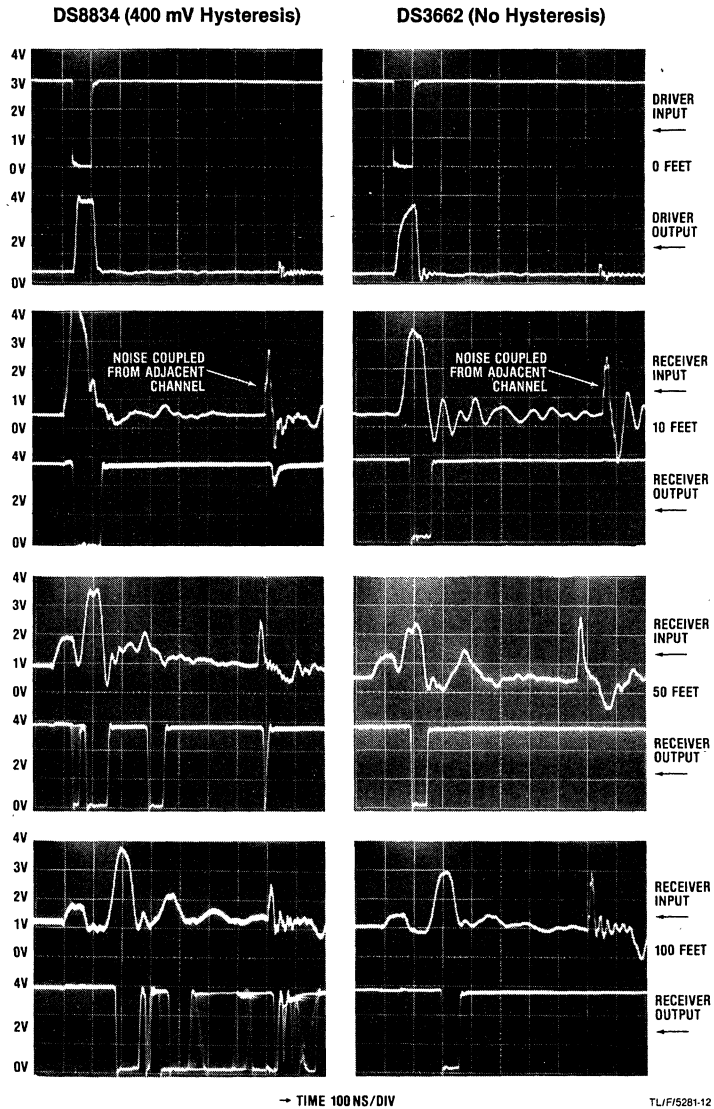 DS8834 (400 mV Hysteresis)
DS3662 (No Hysteresis)
4V
3V
2V
1V
0V
4V
2V
0V
DRIVER
INPUT
0 FEET
DRIVER
OUTPUT
4V
3V
2V
1V
0V
4V
2V
0V
NOISE COUPLED
FROM ADJACENT
CHANNEL
NOISE COUPLED
FROM ADJACENT
CHANNEL
RECEIVER
INPUT
10 FEET
RECEIVER
OUTPUT
4V
3V
2V
1V
0V
4V
2V
0V
RECEIVER
INPUT
50 FEET
RECEIVER
OUTPUT
4V
3V
2V
1V
0V
4V
2V
0V
RECEIVER
INPUT
100 FEET
RECEIVER
OUTPUT
→ TIME 100 NS/DIV
TL/F/5281-12